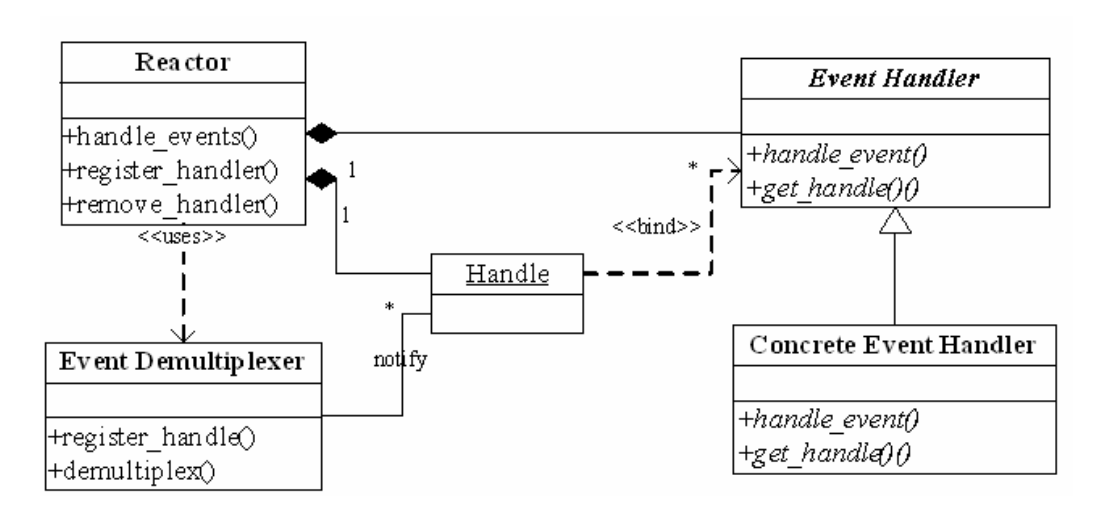 Reactor
+handle_events()
+register_handler()
+remove_handler()
<<uses>>
Event Handler
+handle_event()
+get_handle()()
1
1
*
<<bind>>
Handle
*
notify
Event Demultiplexer
+register_handle()
+demultiplex()
Concrete Event Handler
+handle_event()
+get_handle()()